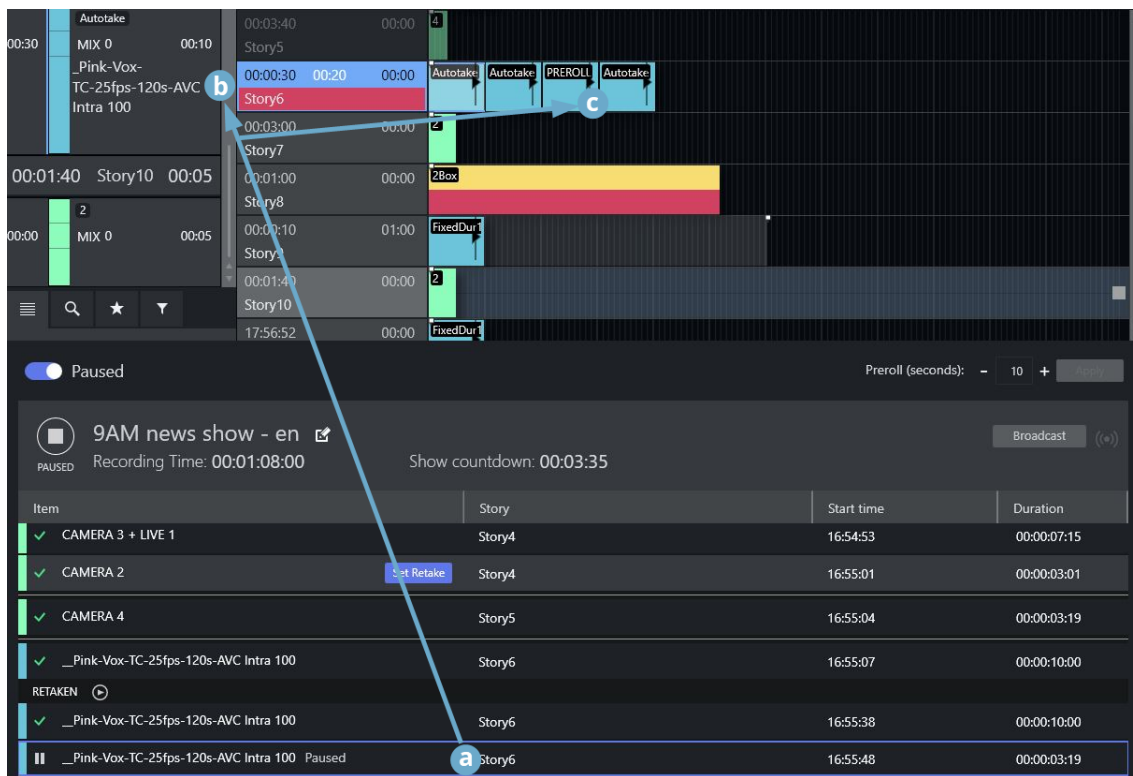 Autotake
00:30 MIX 0 00:10
_Pink-Vox-
TC-25fps-120s-AVC
Intra 100
b
00:01:40 Story10 00:05
2
00:00 MIX 0 00:05
00:03:40 00:00 4
Story5
00:00:30 00:20 00:00 Autotake Autotake PREROLL Autotake
Story6
c
00:03:00 00:00 2
Story7
00:01:00 00:00 2Box
Story8
00:00:10 01:00 FixedDur1
Story9
00:01:40 00:00 2
Story10
17:56:52 00:00 FixedDur1
Paused Preroll (seconds): - 10 + Apply
9AM news show - en Broadcast
PAUSED Recording Time: 00:01:08:00 Show countdown: 00:03:35
Item Story Start time Duration
CAMERA 3 + LIVE 1 Story4 16:54:53 00:00:07:15
CAMERA 2 Set Retake Story4 16:55:01 00:00:03:01
CAMERA 4 Story5 16:55:04 00:00:03:19
__Pink-Vox-TC-25fps-120s-AVC Intra 100 Story6 16:55:07 00:00:10:00
RETAKEN
__Pink-Vox-TC-25fps-120s-AVC Intra 100 Story6 16:55:38 00:00:10:00
__Pink-Vox-TC-25fps-120s-AVC Intra 100 Paused a Story6 16:55:48 00:00:03:19